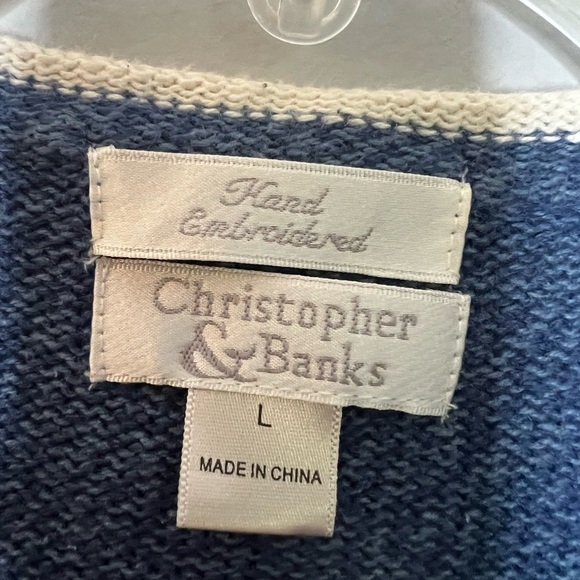 Hand
Embroidered
Christopher
& Banks
L
MADE IN CHINA